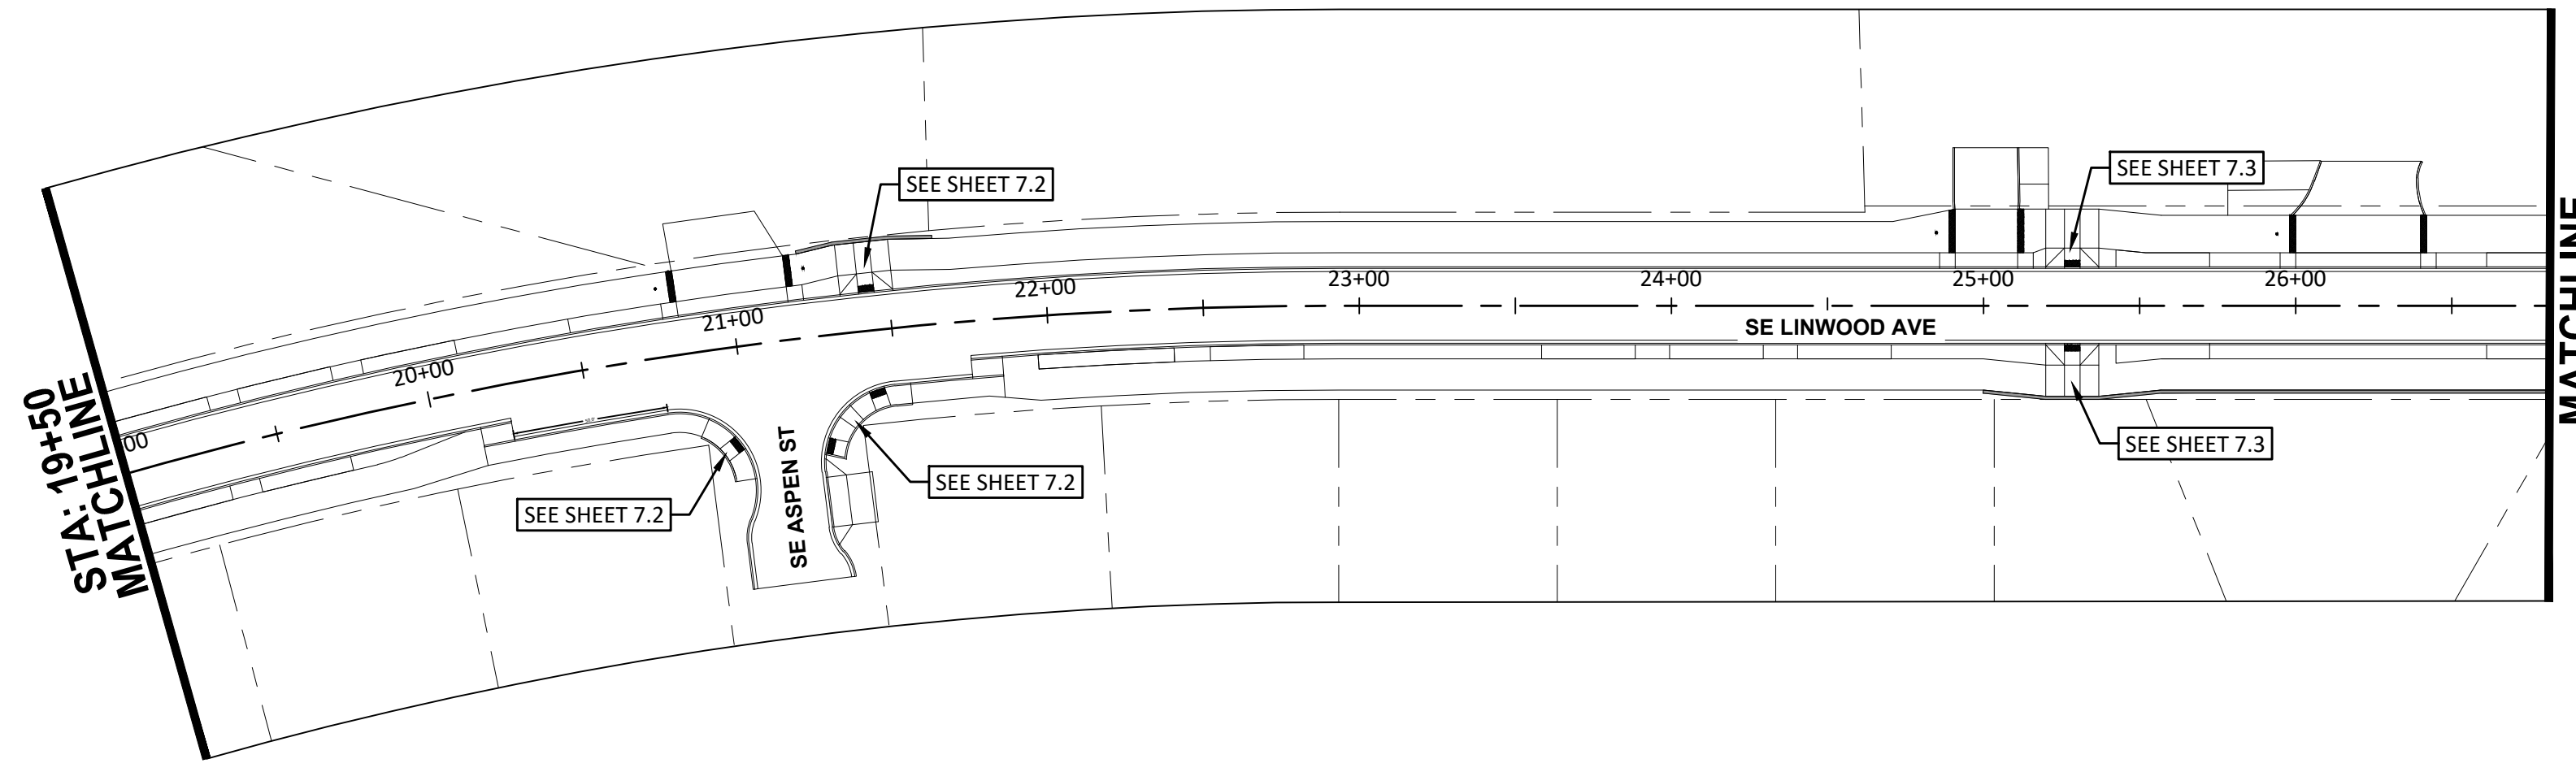 SEE SHEET 7.2
SEE SHEET 7.3
STA: 19+50
MATCHLINE
00
20+00
21+00
22+00
23+00
24+00
25+00
26+00
SE LINWOOD AVE
SE ASPEN ST
SEE SHEET 7.2
SEE SHEET 7.2
SEE SHEET 7.3
MATCHLINE